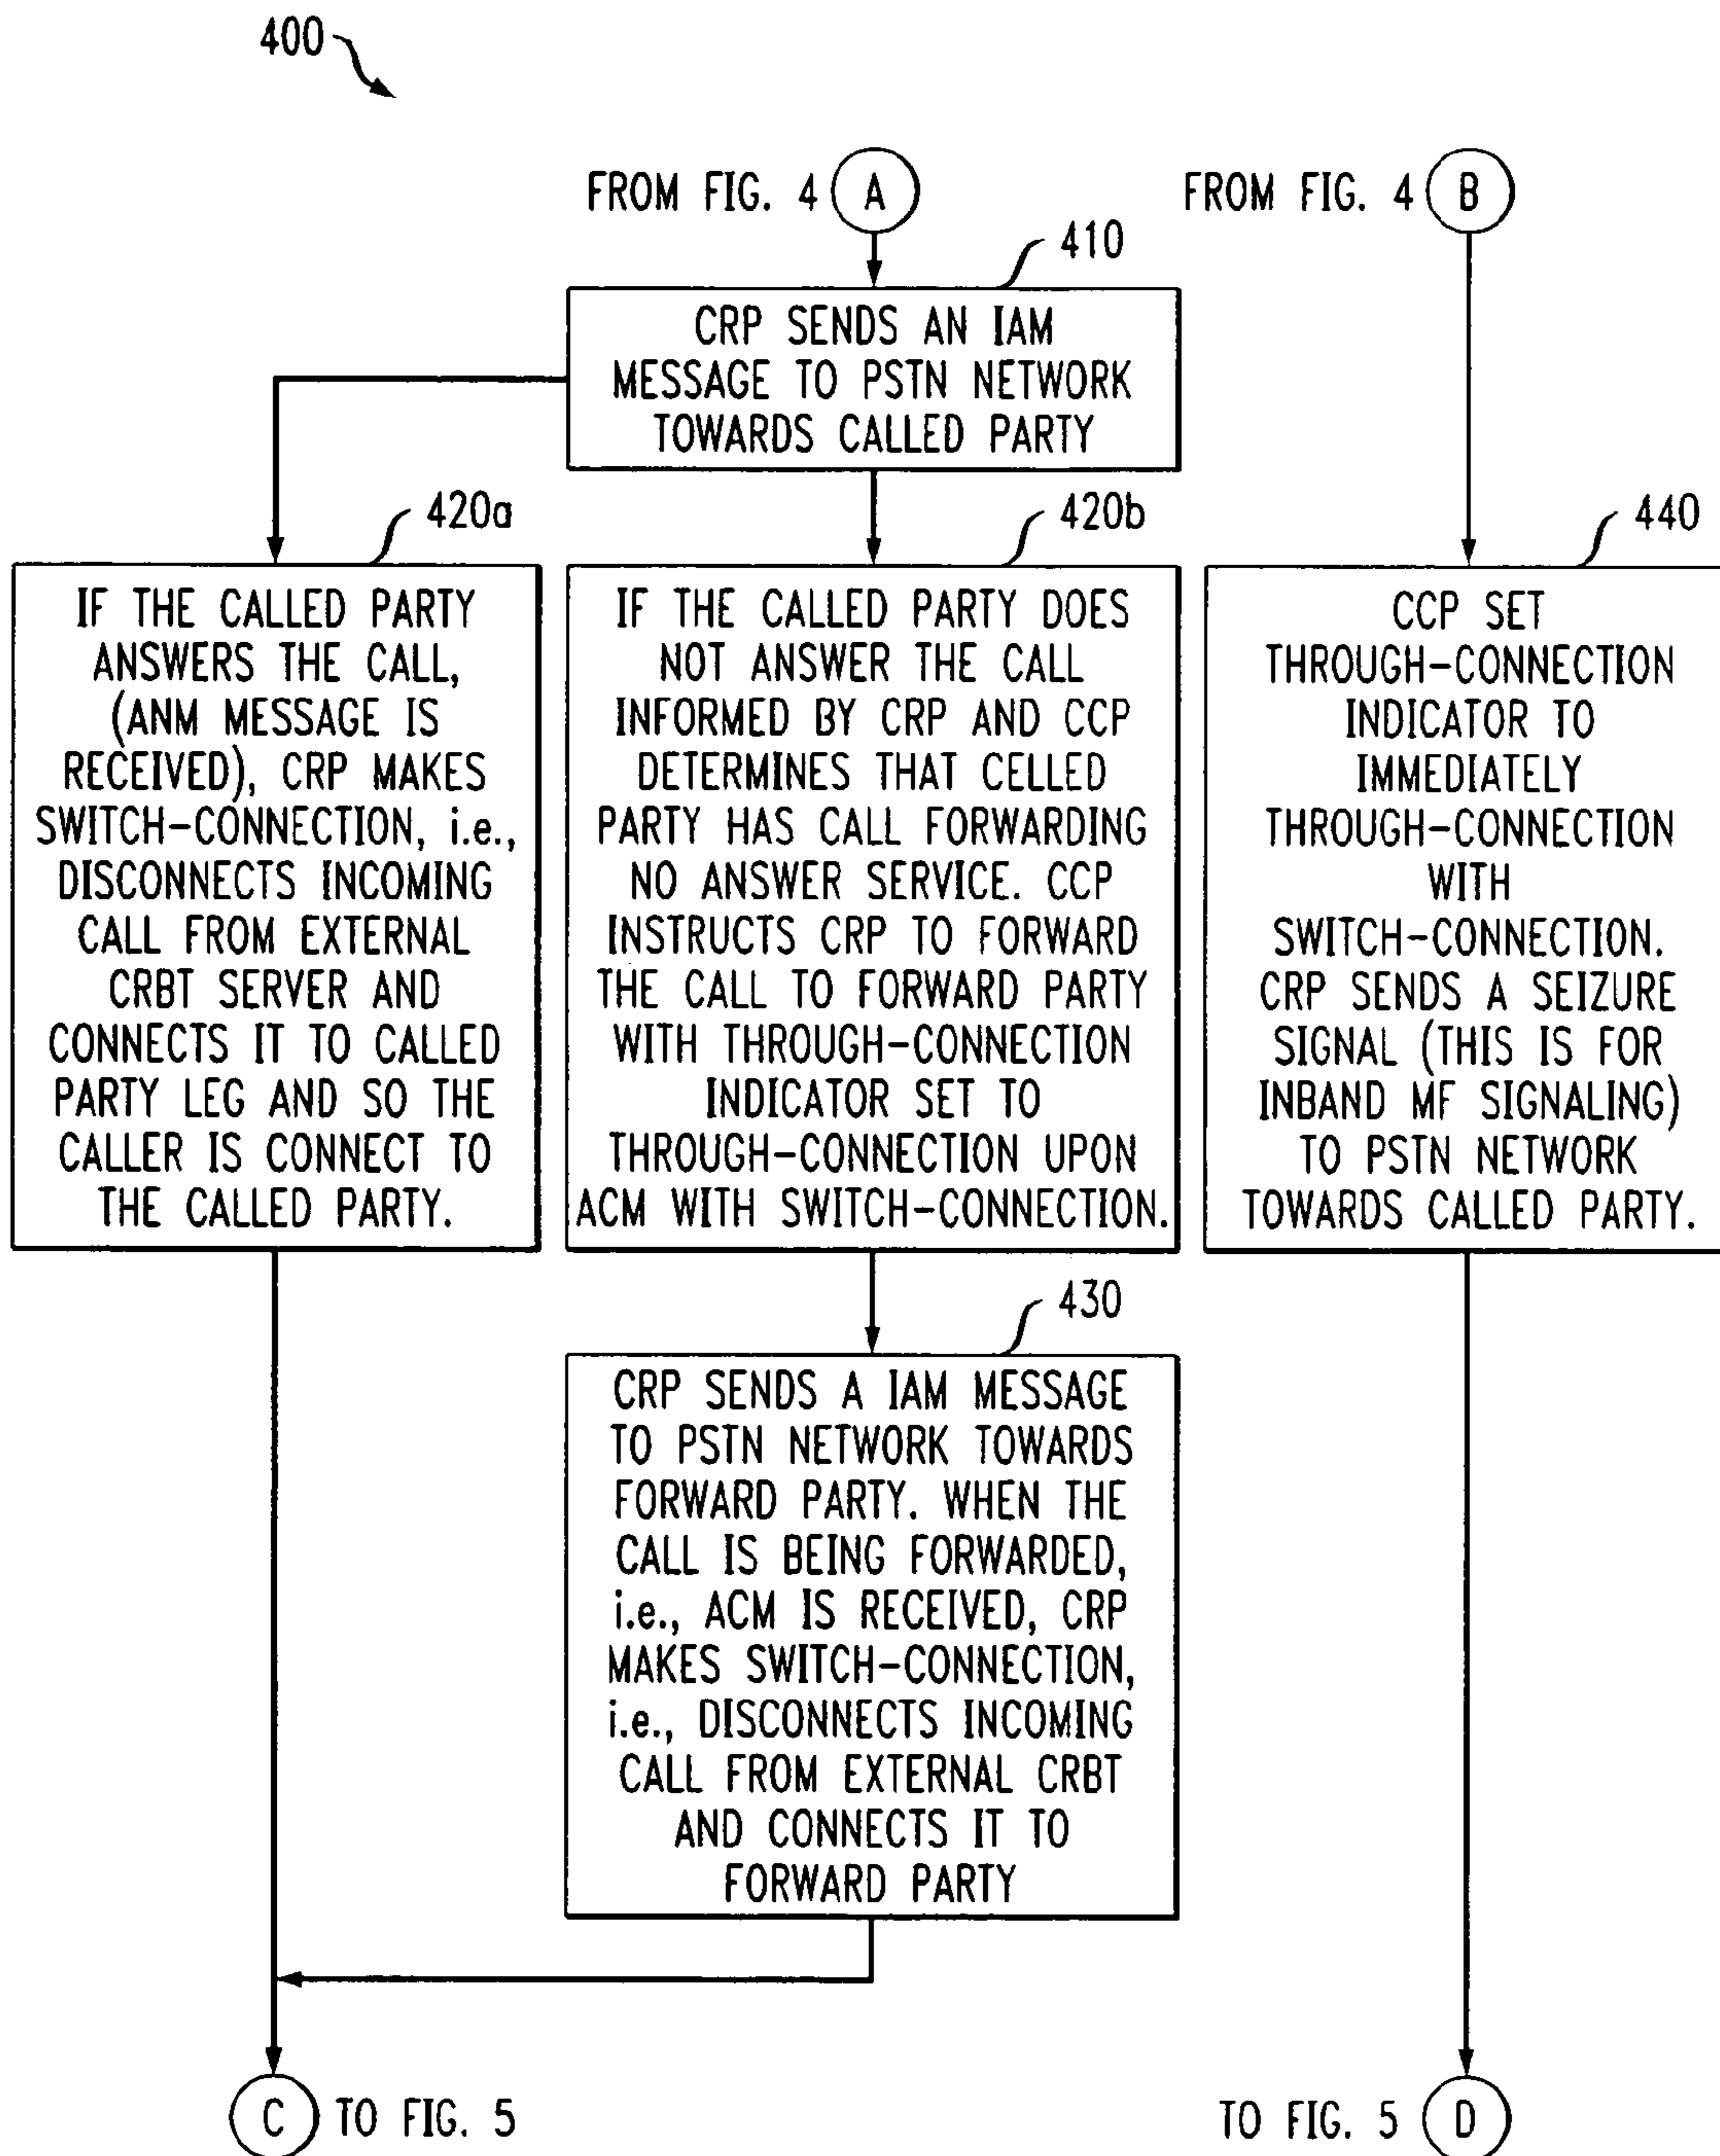 400
FROM FIG. 4 A
FROM FIG. 4 B
410
CRP SENDS AN IAM
MESSAGE TO PSTN NETWORK
TOWARDS CALLED PARTY
420a
IF THE CALLED PARTY
ANSWERS THE CALL,
(ANM MESSAGE IS
RECEIVED), CRP MAKES
SWITCH-CONNECTION, i.e.,
DISCONNECTS INCOMING
CALL FROM EXTERNAL
CRBT SERVER AND
CONNECTS IT TO CALLED
PARTY LEG AND SO THE
CALLER IS CONNECT TO
THE CALLED PARTY.
420b
IF THE CALLED PARTY DOES
NOT ANSWER THE CALL
INFORMED BY CRP AND CCP
DETERMINES THAT CELLED
PARTY HAS CALL FORWARDING
NO ANSWER SERVICE. CCP
INSTRUCTS CRP TO FORWARD
THE CALL TO FORWARD PARTY
WITH THROUGH-CONNECTION
INDICATOR SET TO
THROUGH-CONNECTION UPON
ACM WITH SWITCH-CONNECTION.
440
CCP SET
THROUGH-CONNECTION
INDICATOR TO
IMMEDIATELY
THROUGH-CONNECTION
WITH
SWITCH-CONNECTION.
CRP SENDS A SEIZURE
SIGNAL (THIS IS FOR
INBAND MF SIGNALING)
TO PSTN NETWORK
TOWARDS CALLED PARTY.
430
CRP SENDS A IAM MESSAGE
TO PSTN NETWORK TOWARDS
FORWARD PARTY. WHEN THE
CALL IS BEING FORWARDED,
i.e., ACM IS RECEIVED, CRP
MAKES SWITCH-CONNECTION,
i.e., DISCONNECTS INCOMING
CALL FROM EXTERNAL CRBT
AND CONNECTS IT TO
FORWARD PARTY
C TO FIG. 5
TO FIG. 5 D